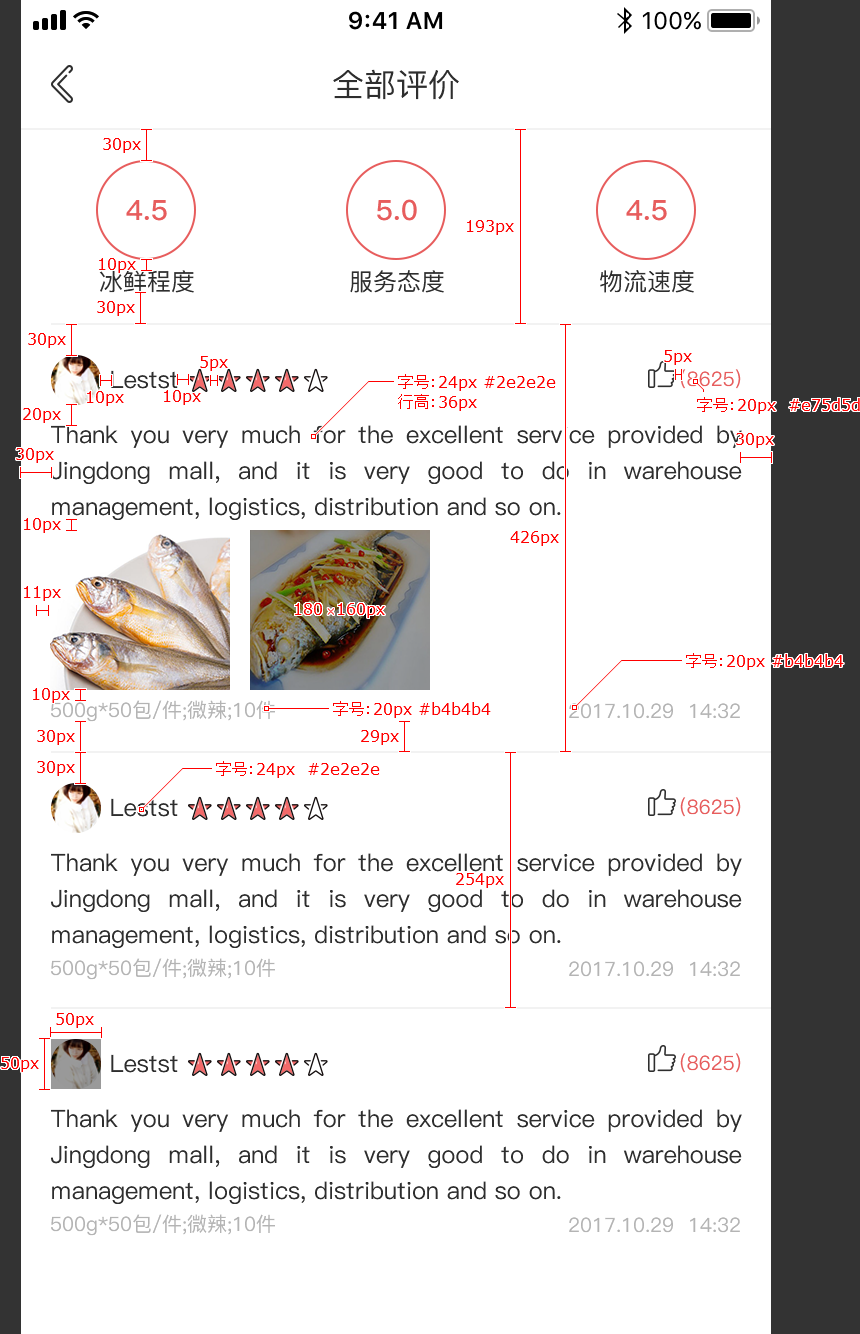 9:41 AM
100%
全部评价
30px
4.5
5.0
4.5
193px
10px
冰鲜程度
服务态度
物流速度
30px
30px
5px
5px
Lestst
(8625)
10px
10px
字号:24px #2e2e2e
行高:36px
字号:20px #e75d5d
20px
Thank you very much for the excellent service provided by
30px
30px
Jingdong mall, and it is very good to do in warehouse
management, logistics, distribution and so on.
10px
426px
11px
180×160px
字号:20px #b4b4b4
10px
500g*50包/件;微辣;10件
字号:20px #b4b4b4
2017.10.29 14:32
30px
29px
30px
字号:24px #2e2e2e
Lestst
(8625)
Thank you very much for the excellent service provided by
254px
Jingdong mall, and it is very good to do in warehouse
management, logistics, distribution and so on.
500g*50包/件;微辣;10件
2017.10.29 14:32
50px
50px
Lestst
(8625)
Thank you very much for the excellent service provided by
Jingdong mall, and it is very good to do in warehouse
management, logistics, distribution and so on.
500g*50包/件;微辣;10件
2017.10.29 14:32